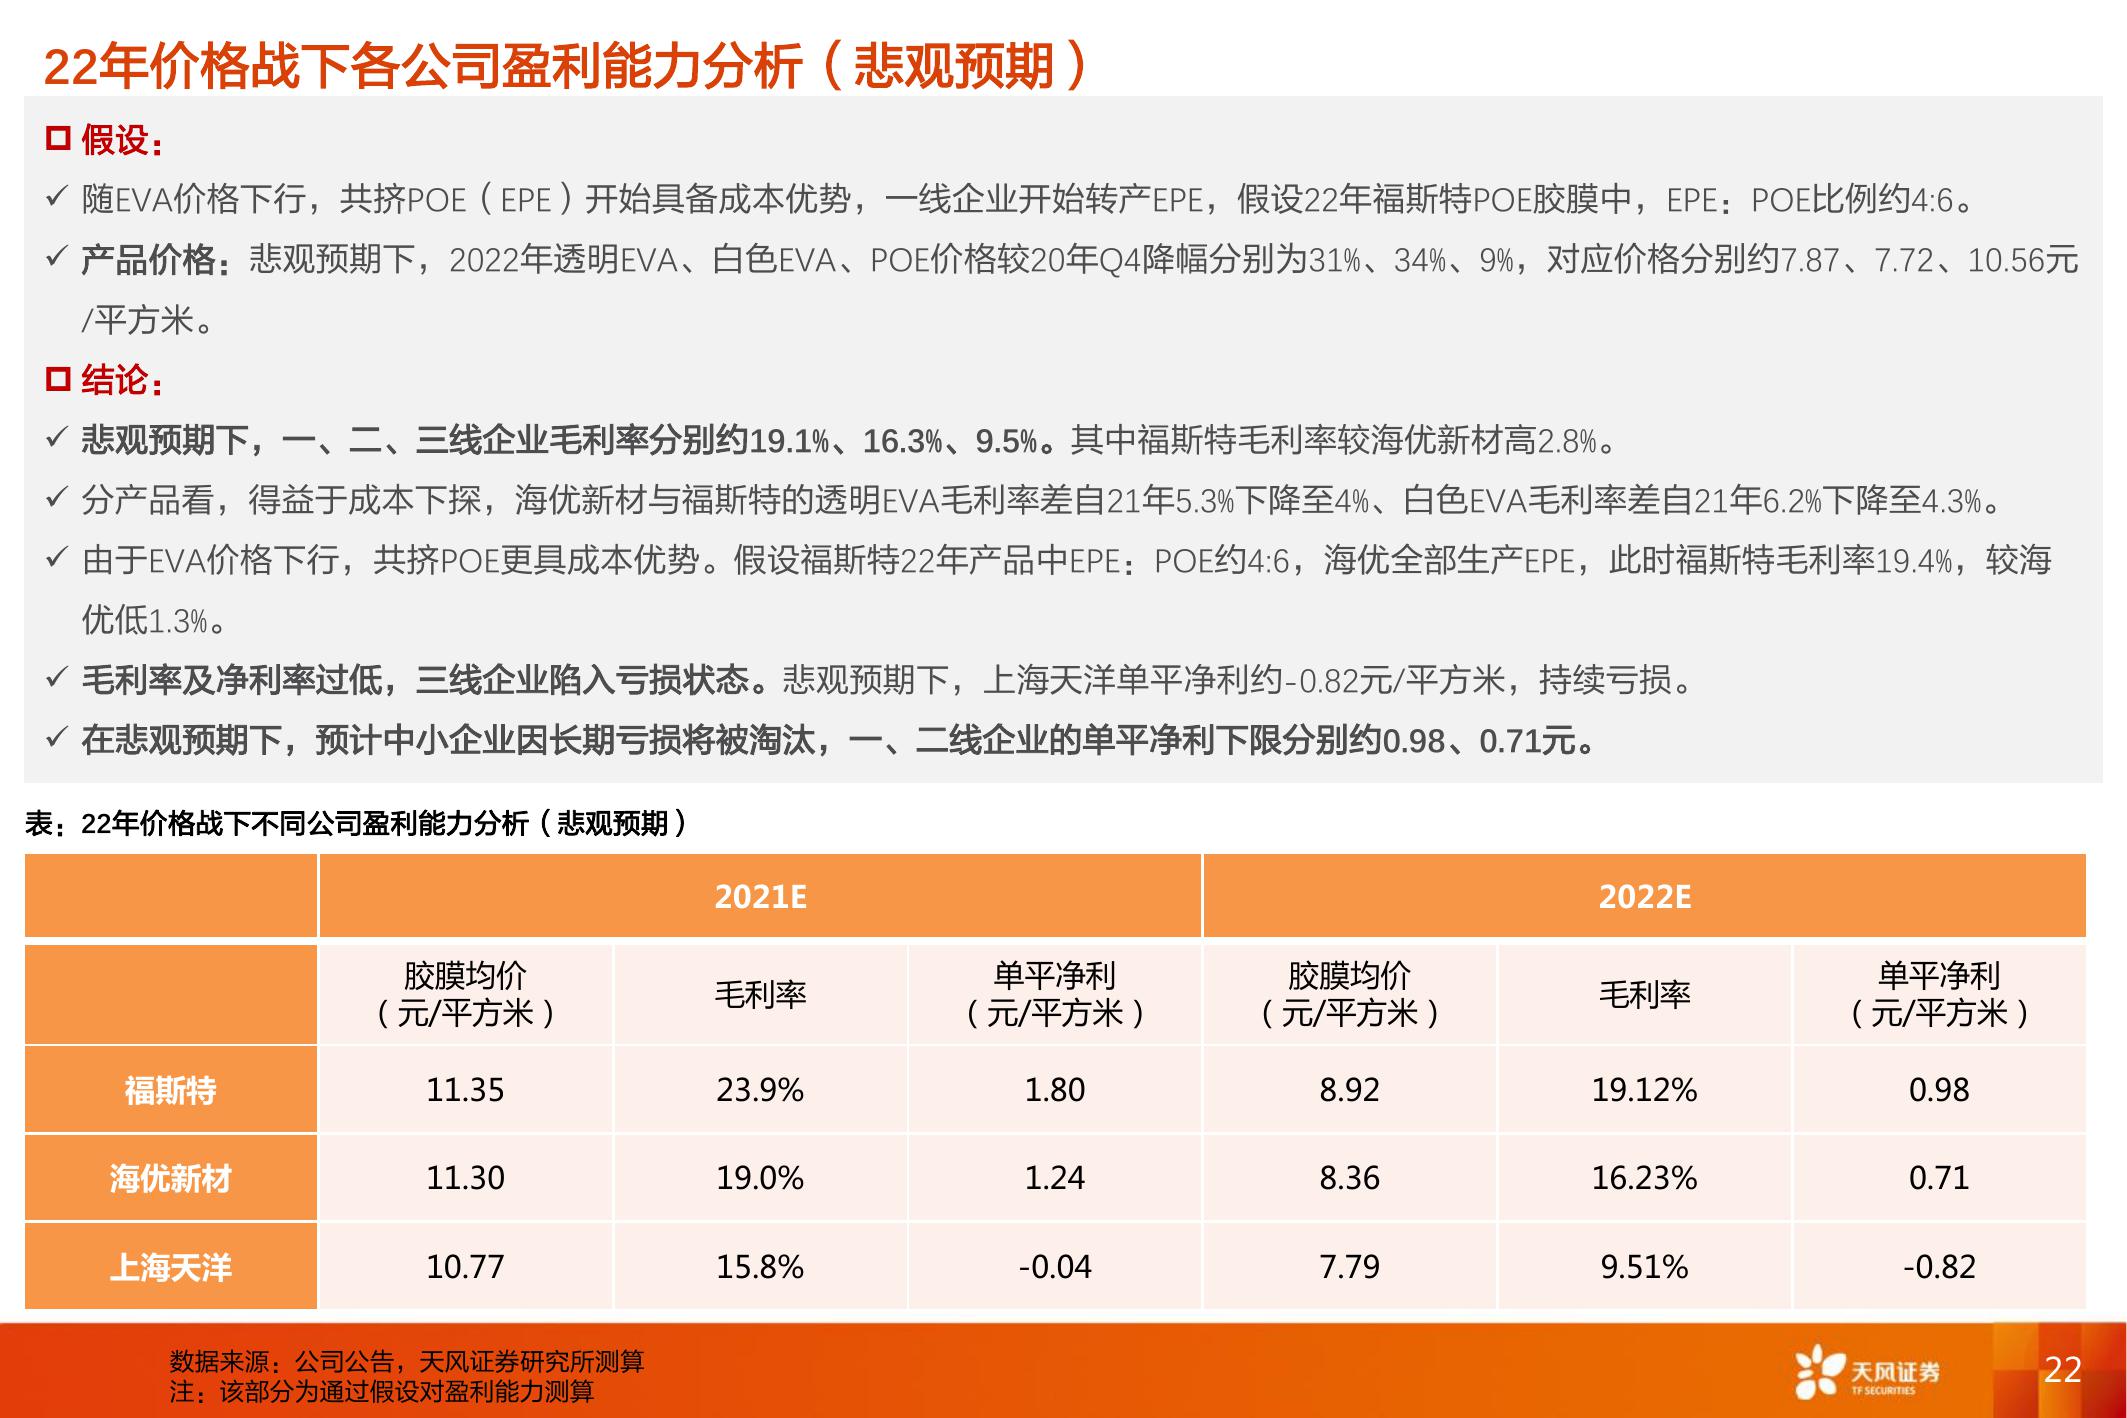 22年价格战下各公司盈利能力分析（悲观预期）
假设：
随EVA价格下行，共挤POE（EPE）开始具备成本优势，一线企业开始转产EPE，假设22年福斯特POE胶膜中，EPE：POE比例约4:6。
产品价格：悲观预期下，2022年透明EVA、白色EVA、POE价格较20年Q4降幅分别为31%、34%、9%，对应价格分别约7.87、7.72、10.56元
/平方米。
结论：
悲观预期下，一、二、三线企业毛利率分别约19.1%、16.3%、9.5%。其中福斯特毛利率较海优新材高2.8%。
分产品看，得益于成本下探，海优新材与福斯特的透明EVA毛利率差自21年5.3%下降至4%、白色EVA毛利率差自21年6.2%下降至4.3%。
由于EVA价格下行，共挤POE更具成本优势。假设福斯特22年产品中EPE：POE约4:6，海优全部生产EPE，此时福斯特毛利率19.4%，较海
优低1.3%。
毛利率及净利率过低，三线企业陷入亏损状态。悲观预期下，上海天洋单平净利约-0.82元/平方米，持续亏损。
在悲观预期下，预计中小企业因长期亏损将被淘汰，一、二线企业的单平净利下限分别约0.98、0.71元。
表：22年价格战下不同公司盈利能力分析（悲观预期）
2021E 2022E
胶膜均价（元/平方米） 毛利率 单平净利（元/平方米） 胶膜均价（元/平方米） 毛利率 单平净利（元/平方米）
福斯特 11.35 23.9% 1.80 8.92 19.12% 0.98
海优新材 11.30 19.0% 1.24 8.36 16.23% 0.71
上海天洋 10.77 15.8% -0.04 7.79 9.51% -0.82
数据来源：公司公告，天风证券研究所测算
注：该部分为通过假设对盈利能力测算
天风证券
TF SECURITIES
22